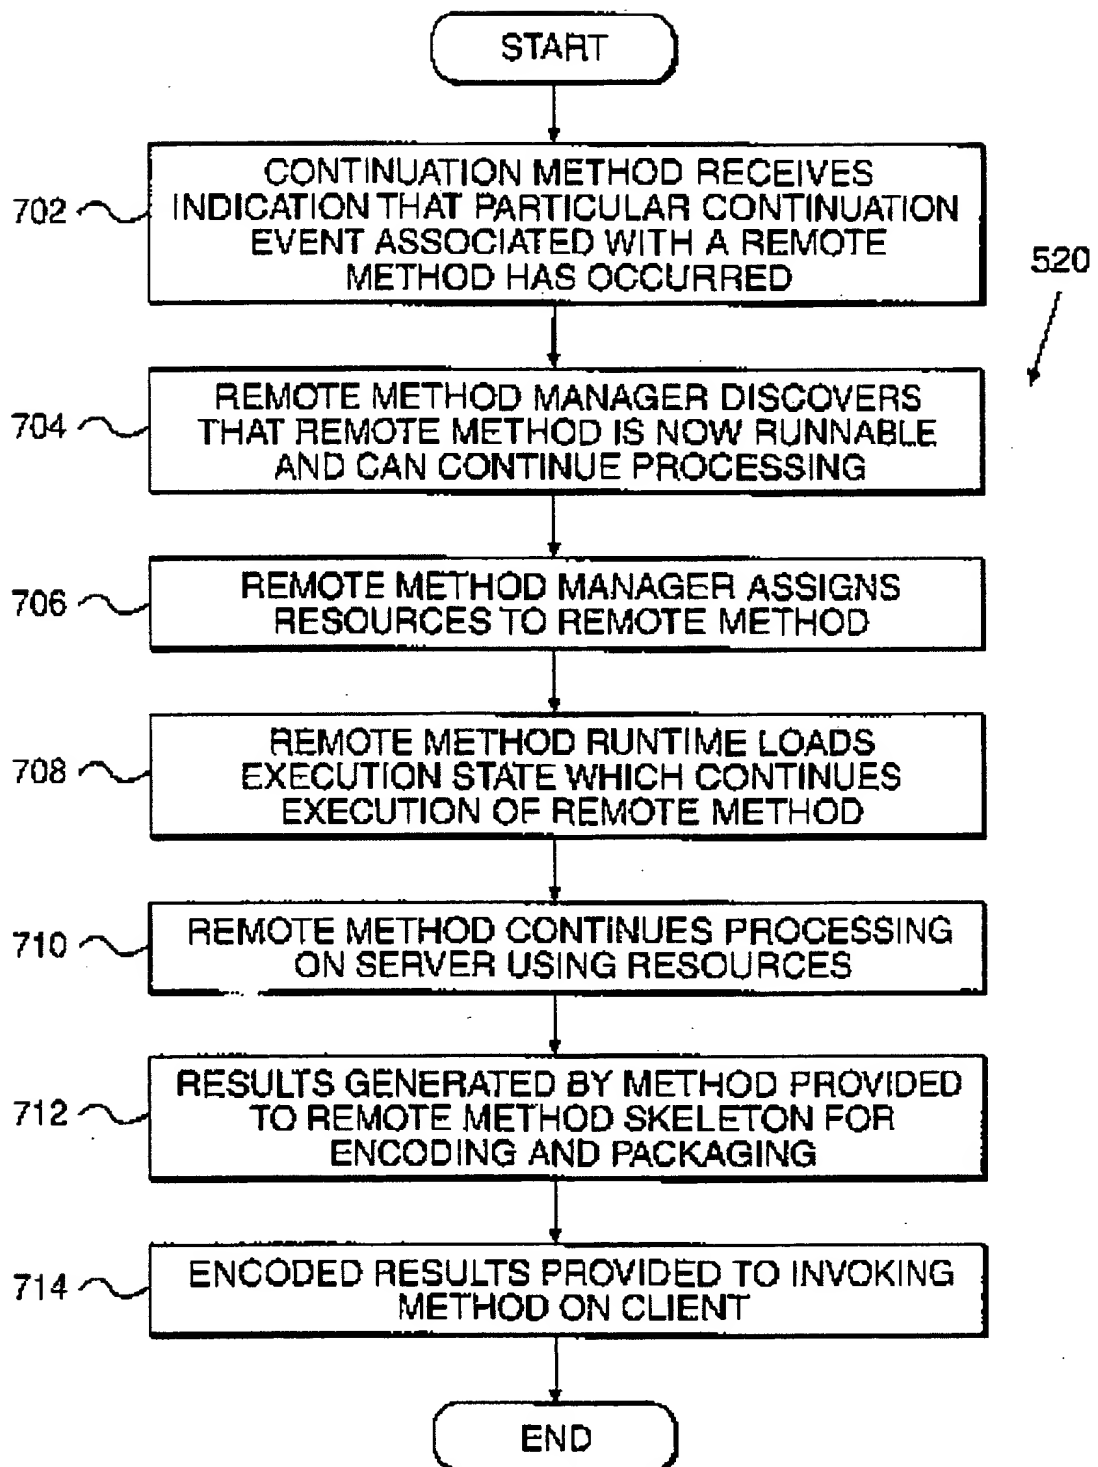 START
702
CONTINUATION METHOD RECEIVES
INDICATION THAT PARTICULAR CONTINUATION
EVENT ASSOCIATED WITH A REMOTE
METHOD HAS OCCURRED
520
704
REMOTE METHOD MANAGER DISCOVERS
THAT REMOTE METHOD IS NOW RUNNABLE
AND CAN CONTINUE PROCESSING
706
REMOTE METHOD MANAGER ASSIGNS
RESOURCES TO REMOTE METHOD
708
REMOTE METHOD RUNTIME LOADS
EXECUTION STATE WHICH CONTINUES
EXECUTION OF REMOTE METHOD
710
REMOTE METHOD CONTINUES PROCESSING
ON SERVER USING RESOURCES
712
RESULTS GENERATED BY METHOD PROVIDED
TO REMOTE METHOD SKELETON FOR
ENCODING AND PACKAGING
714
ENCODED RESULTS PROVIDED TO INVOKING
METHOD ON CLIENT
END